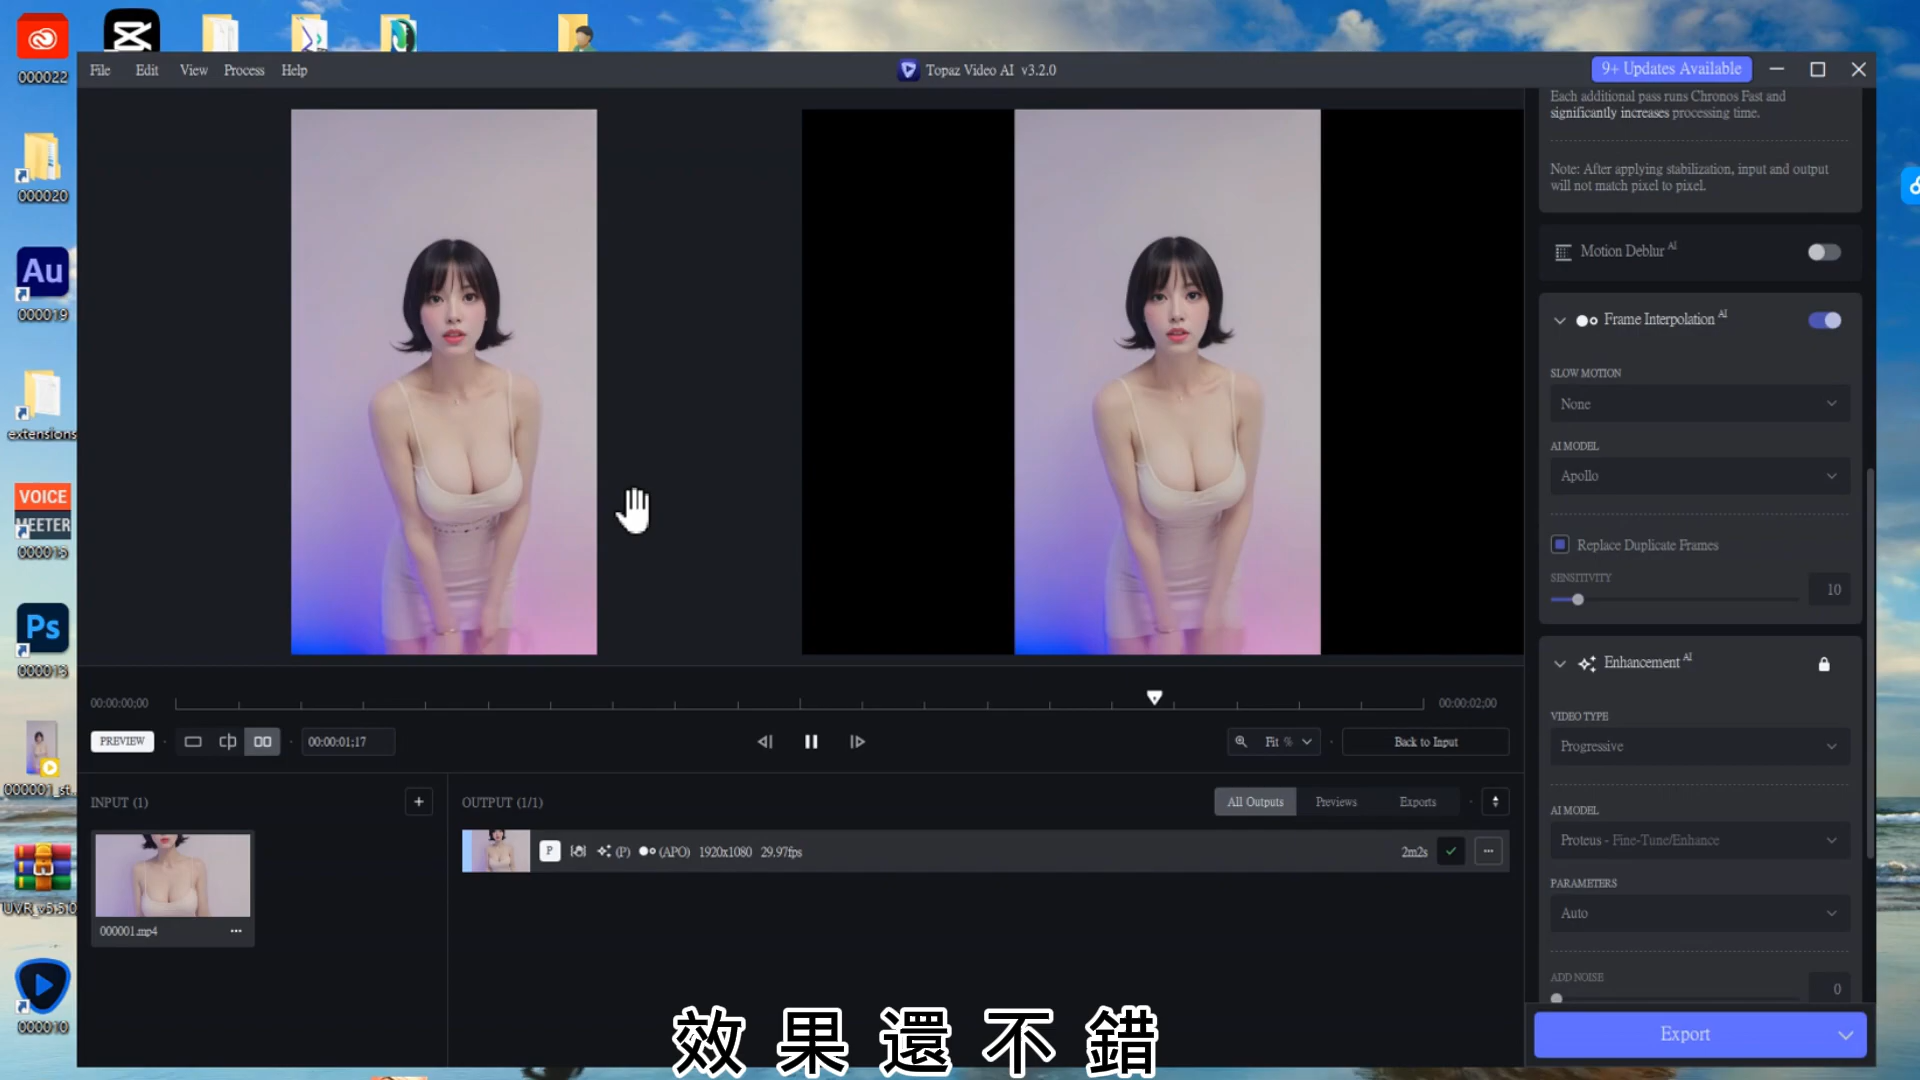 000022
000020
Au
000019
extensions
VOICE
MEETER
000015
Ps
000013
000001_st...
UVR_v5.5.0
000010
File Edit View Process Help
Topaz Video AI v3.2.0
9+ Updates Available
Each additional pass runs Chronos Fast and
significantly increases processing time.
Note: After applying stabilization, input and output
will not match pixel to pixel.
Motion Deblur AI
Frame Interpolation AI
SLOW MOTION
None
AI MODEL
Apollo
Replace Duplicate Frames
SENSITIVITY
10
Enhancement AI
VIDEO TYPE
Progressive
AI MODEL
Proteus - Fine-Tune/Enhance
PARAMETERS
Auto
ADD NOISE
0
Export
00:00:00;00
00:00:02;00
PREVIEW
00:00:01;17
Fit %
Back to Input
INPUT (1)
000001.mp4
OUTPUT (1/1)
All Outputs Previews Exports
P (P) (APO) 1920x1080 29.97fps
2m2s
效果還不錯